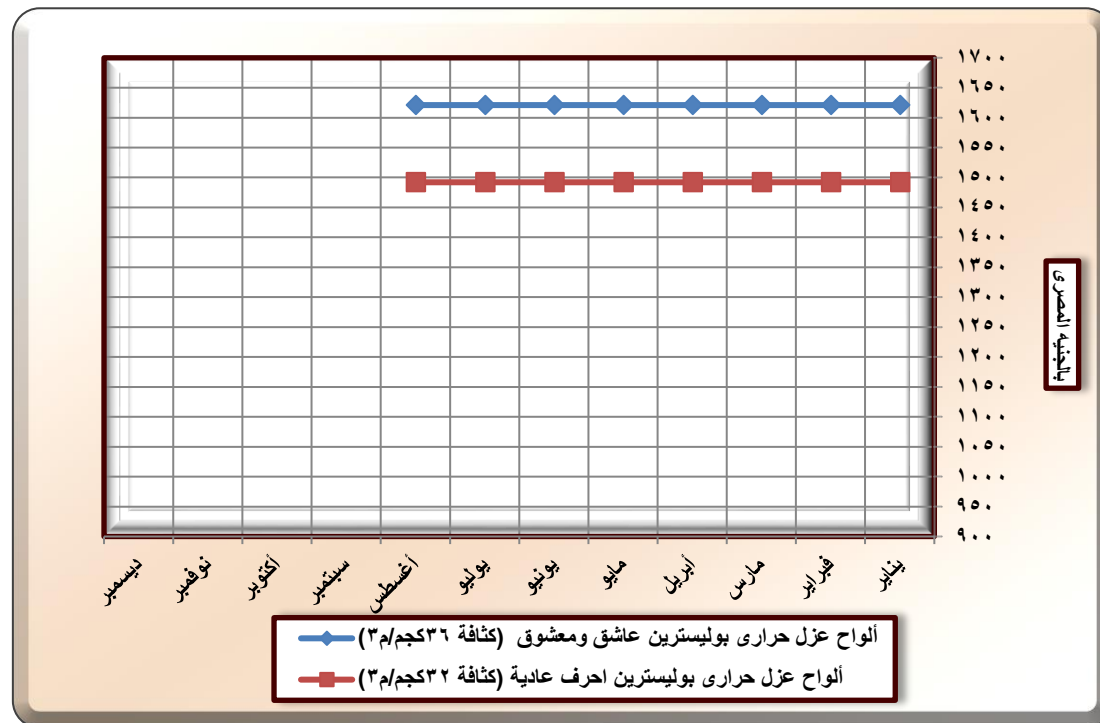 ١٧٠٠
١٦٥٠
١٦٠٠
١٥٥٠
١٥٠٠
١٤٥٠
١٤٠٠
١٣٥٠
١٣٠٠
١٢٥٠
١٢٠٠
١١٥٠
١١٠٠
١٠٥٠
١٠٠٠
٩٥٠
٩٠٠
بالجنيه المصرى
يناير
فبراير
مارس
أبريل
مايو
يونيو
يوليو
أغسطس
سبتمبر
أكتوبر
نوفمبر
ديسمبر
ألواح عزل حرارى بوليسترين عاشق ومعشوق (كثافة ٣٦كجم/م٣)
ألواح عزل حرارى بوليسترين احرف عادية (كثافة ٣٢كجم/م٣)